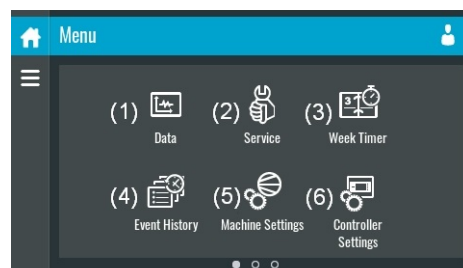 Menu
(1) (2) (3)
Data Service Week Timer
(4) (5) (6)
Event History Machine Settings Controller
Settings